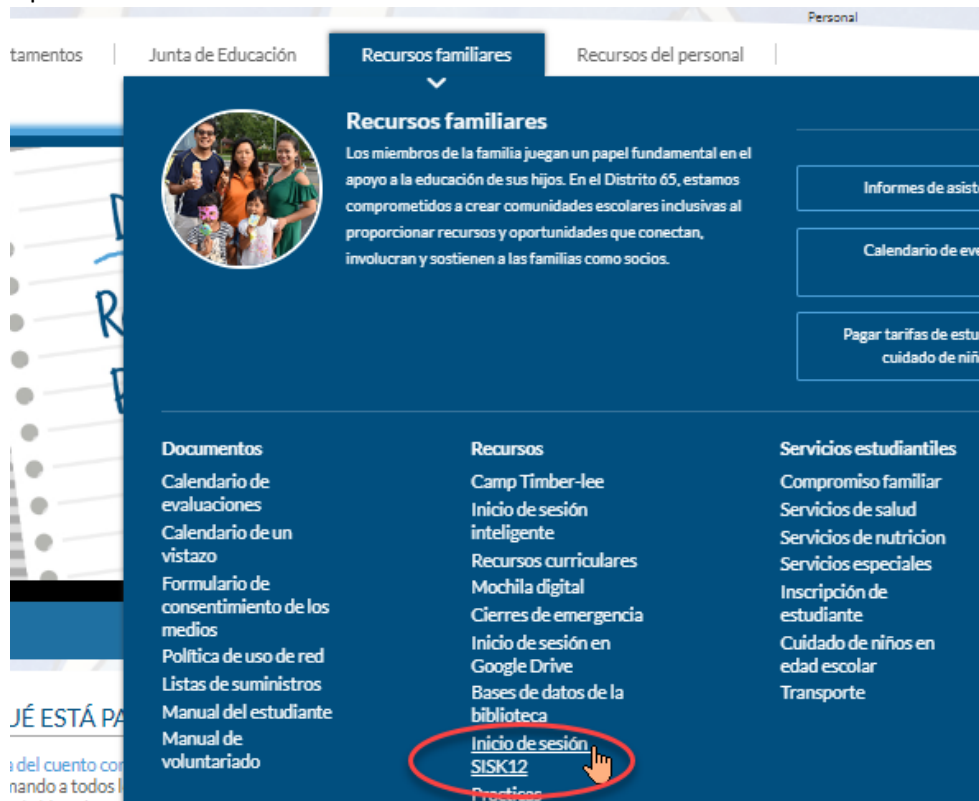 Personal
tamentos
Junta de Educación
Recursos familiares
Recursos del personal
Recursos familiares
Los miembros de la familia juegan un papel fundamental en el
apoyo a la educación de sus hijos. En el Distrito 65, estamos
comprometidos a crear comunidades escolares inclusivas al
proporcionar recursos y oportunidades que conectan,
involucran y sostienen a las familias como socios.
Informes de asist
Calendario de eve
Pagar tarifas de estu
cuidado de niñ
Documentos
Calendario de
evaluaciones
Calendario de un
vistazo
Formulario de
consentimiento de los
medios
Política de uso de red
Listas de suministros
Manual del estudiante
Manual de
voluntariado
Recursos
Camp Timber-lee
Inicio de sesión
inteligente
Recursos curriculares
Mochila digital
Cierres de emergencia
Inicio de sesión en
Google Drive
Bases de datos de la
biblioteca
Inicio de sesión
SISK12
Practicas
Servicios estudiantiles
Compromiso familiar
Servicios de salud
Servicios de nutricion
Servicios especiales
Inscripción de
estudiante
Cuidado de niños en
edad escolar
Transporte
UÉ ESTÁ PA
a del cuento cor
mando a todos l